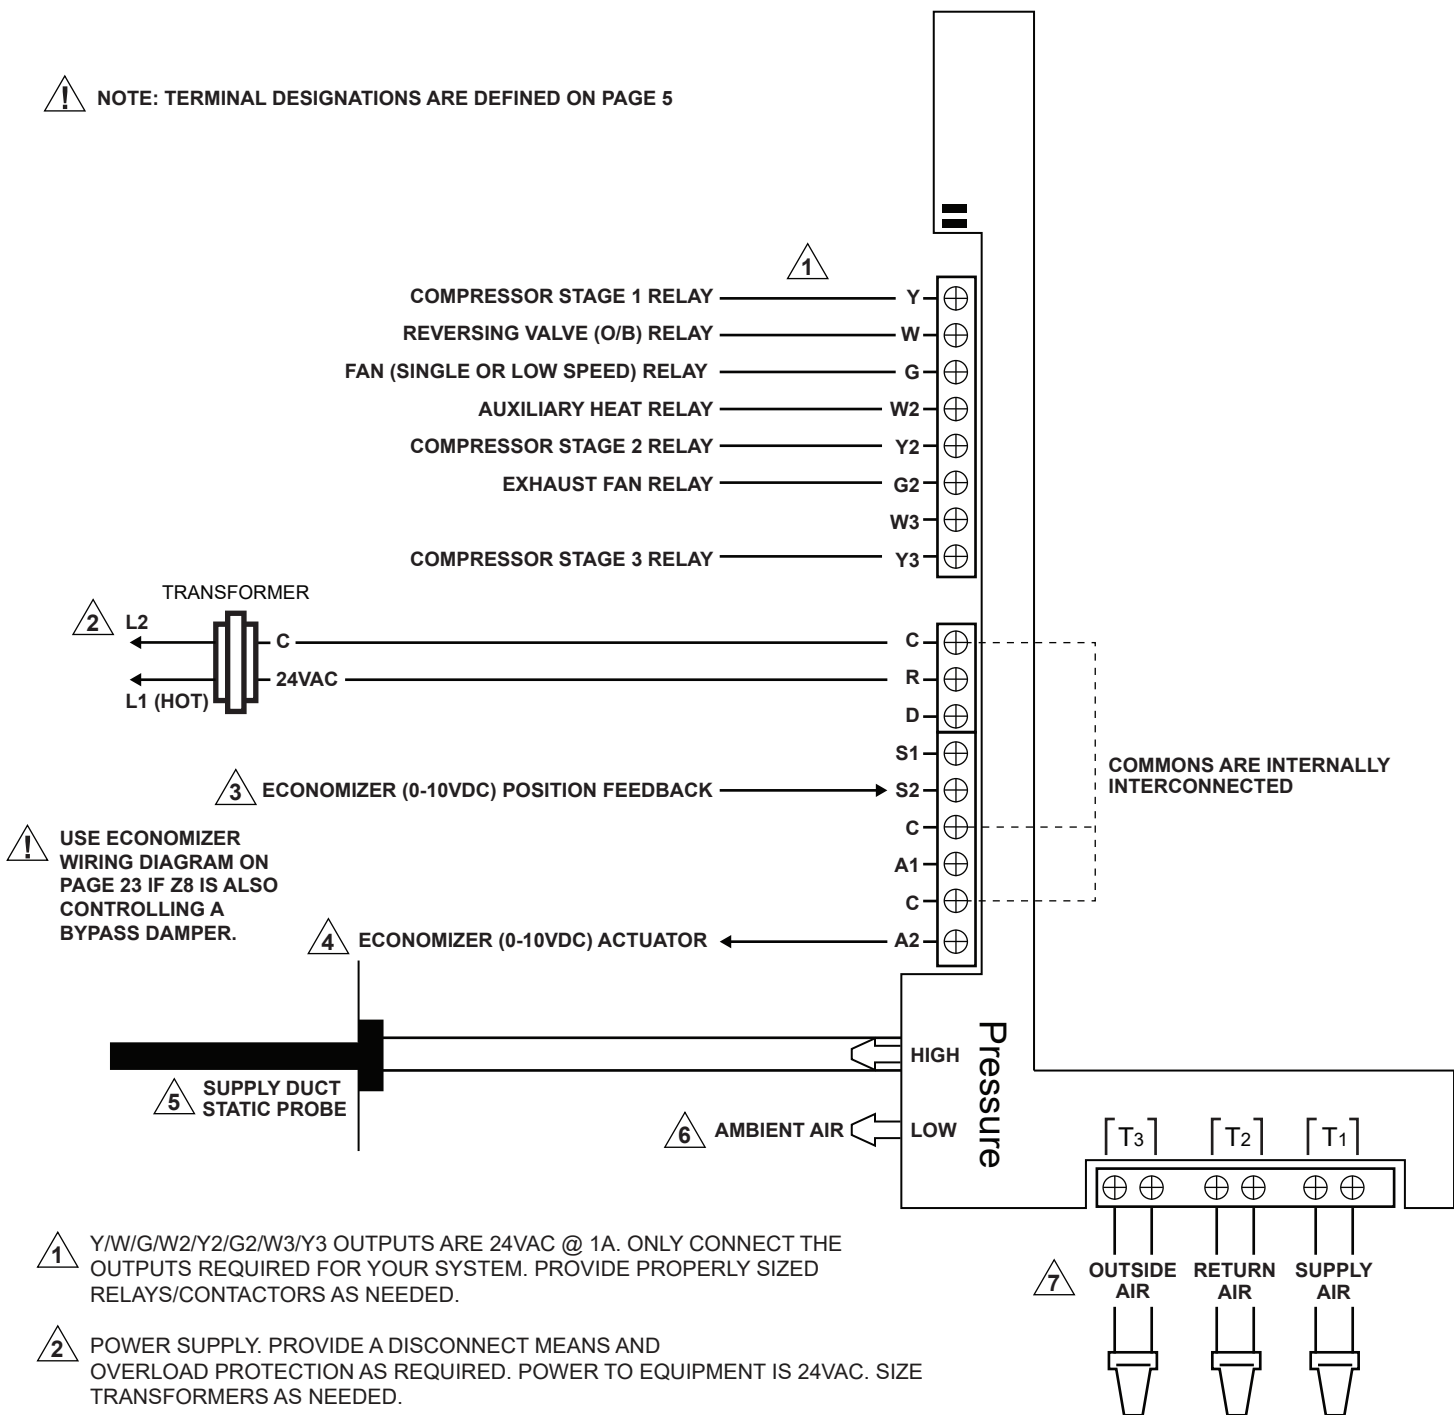 NOTE: TERMINAL DESIGNATIONS ARE DEFINED ON PAGE 5
1
COMPRESSOR STAGE 1 RELAY Y
REVERSING VALVE (O/B) RELAY W
FAN (SINGLE OR LOW SPEED) RELAY G
AUXILIARY HEAT RELAY W2
COMPRESSOR STAGE 2 RELAY Y2
EXHAUST FAN RELAY G2
W3
COMPRESSOR STAGE 3 RELAY Y3
TRANSFORMER
2 L2
C C
24VAC R
L1 (HOT)
D
S1
3 ECONOMIZER (0-10VDC) POSITION FEEDBACK S2
C
A1
C
COMMONS ARE INTERNALLY
INTERCONNECTED
! USE ECONOMIZER
WIRING DIAGRAM ON
PAGE 23 IF Z8 IS ALSO
CONTROLLING A
BYPASS DAMPER.
4 ECONOMIZER (0-10VDC) ACTUATOR A2
HIGH
Pressure
5 SUPPLY DUCT
STATIC PROBE
6 AMBIENT AIR LOW
T3 T2 T1
7 OUTSIDE AIR
RETURN AIR
SUPPLY AIR
1 Y/W/G/W2/Y2/G2/W3/Y3 OUTPUTS ARE 24VAC @ 1A. ONLY CONNECT THE
OUTPUTS REQUIRED FOR YOUR SYSTEM. PROVIDE PROPERLY SIZED
RELAYS/CONTACTORS AS NEEDED.
2 POWER SUPPLY. PROVIDE A DISCONNECT MEANS AND
OVERLOAD PROTECTION AS REQUIRED. POWER TO EQUIPMENT IS 24VAC. SIZE
TRANSFORMERS AS NEEDED.